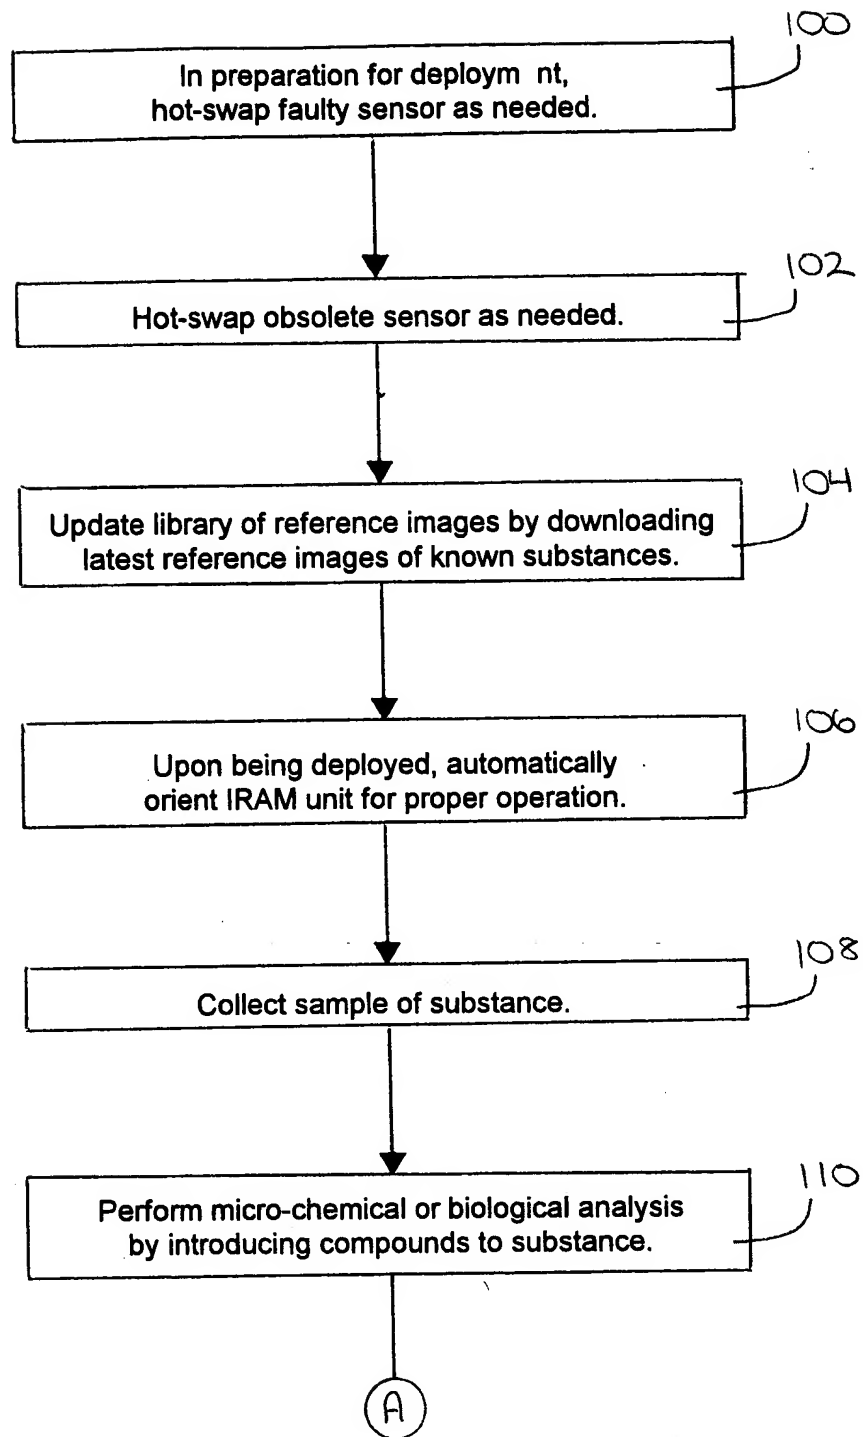 100
In preparation for deploym nt,
hot-swap faulty sensor as needed.
102
Hot-swap obsolete sensor as needed.
104
Update library of reference images by downloading
latest reference images of known substances.
106
Upon being deployed, automatically
orient IRAM unit for proper operation.
108
Collect sample of substance.
110
Perform micro-chemical or biological analysis
by introducing compounds to substance.
A